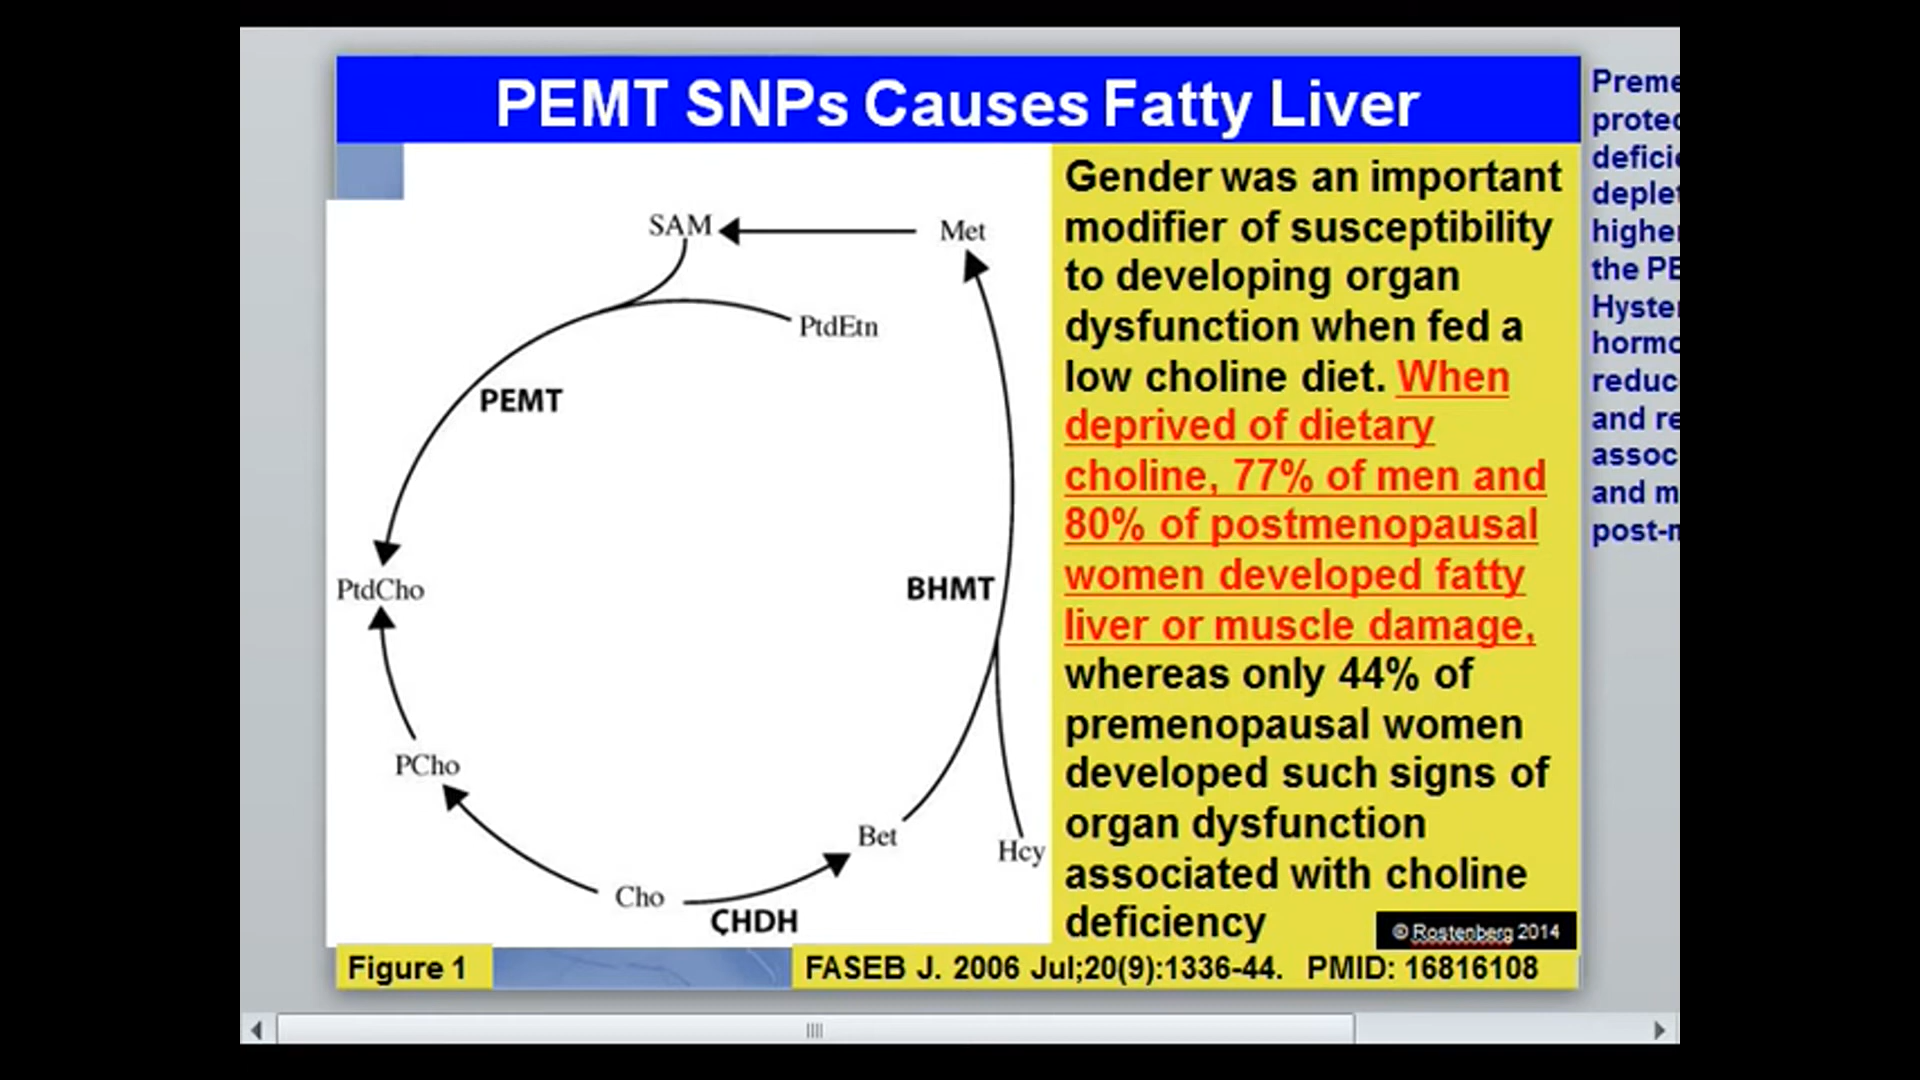 PEMT SNPs Causes Fatty Liver
SAM
Met
PtdEtn
PEMT
PtdCho
BHMT
PCho
Bet
Hcy
Cho
CHDH
Gender was an important
modifier of susceptibility
to developing organ
dysfunction when fed a
low choline diet. When
deprived of dietary
choline, 77% of men and
80% of postmenopausal
women developed fatty
liver or muscle damage,
whereas only 44% of
premenopausal women
developed such signs of
organ dysfunction
associated with choline
deficiency
© Rostenberg 2014
Figure 1
FASEB J. 2006 Jul;20(9):1336-44. PMID: 16816108
the
and
and